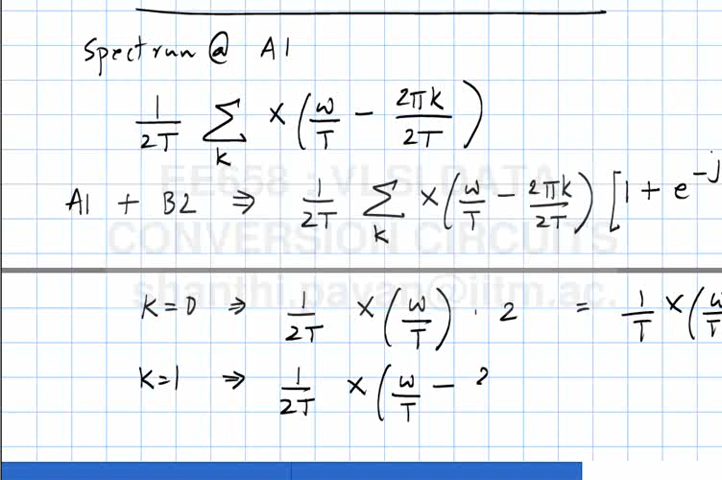 Spectrum @ A1
1/2T Σ_K X(ω/T − 2πK/2T)
A1 + B2 ⇒ 1/2T Σ_K X(ω/T − 2πK/2T) [1 + e^-j
EE658 : VLSI DATA
CONVERSION CIRCUITS
shanthi.pavan@iitm.ac.
K=0 ⇒ 1/2T X(ω/T) . 2 = 1/T X(ω/T
K=1 ⇒ 1/2T X(ω/T − 2